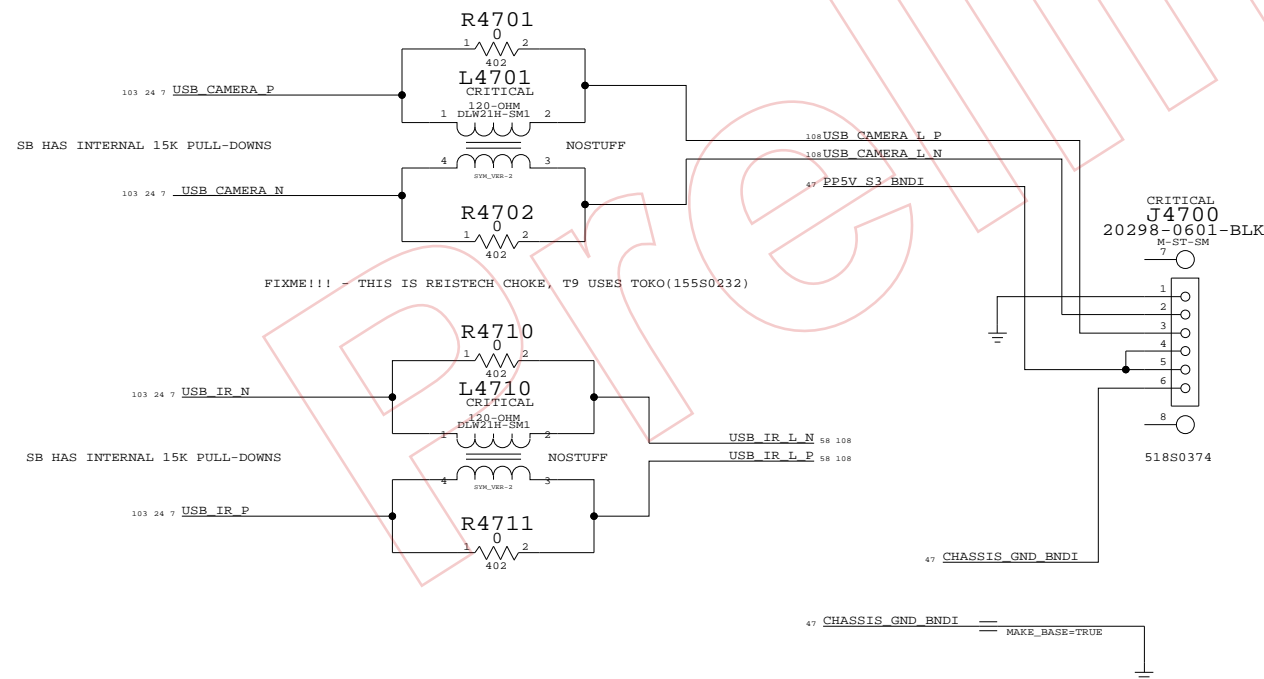 R4701
0
1 2
402
L4701
CRITICAL
120-OHM
DLW21H-SM1
1 2
103 24 7 USB_CAMERA_P
SB HAS INTERNAL 15K PULL-DOWNS
NOSTUFF
4 3
SYM_VER-2
103 24 7 USB_CAMERA_N
R4702
0
1 2
402
108 USB_CAMERA_L_P
108 USB_CAMERA_L_N
47 PP5V_S3_BNDI
CRITICAL
J4700
20298-0601-BLK
M-ST-SM
7
1
2
3
4
5
6
8
518S0374
FIXME!!! - THIS IS REISTECH CHOKE, T9 USES TOKO(155S0232)
R4710
0
1 2
402
L4710
CRITICAL
120-OHM
DLW21H-SM1
1 2
103 24 7 USB_IR_N
SB HAS INTERNAL 15K PULL-DOWNS
NOSTUFF
4 3
SYM_VER-2
USB_IR_L_N 58 108
USB_IR_L_P 58 108
103 24 7 USB_IR_P
R4711
0
1 2
402
47 CHASSIS_GND_BNDI
47 CHASSIS_GND_BNDI
MAKE_BASE=TRUE
Prelim